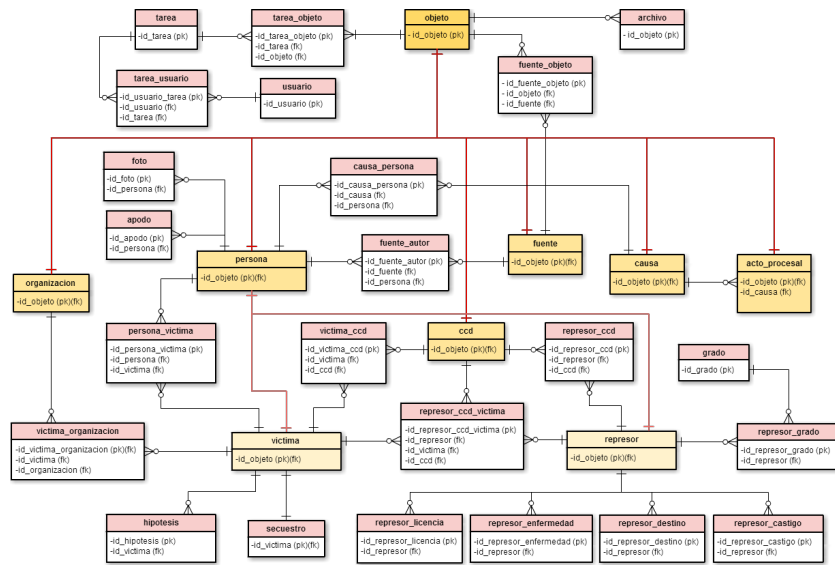 tarea
-id_tarea (pk)
tarea_objeto
-id_tarea_objeto (pk)
-id_tarea (fk)
-id_objeto (fk)
objeto
- id_objeto (pk)
archivo
- id_objeto (pk)
tarea_usuario
-id_usuario_tarea (pk)
-id_usuario (fk)
-id_tarea (fk)
usuario
-id_usuario (pk)
fuente_objeto
- id_fuente_objeto (pk)
- id_objeto (fk)
- id_fuente (fk)
foto
-id_foto (pk)
-id_persona (fk)
causa_persona
-id_causa_persona (pk)
-id_causa (fk)
-id_persona (fk)
apodo
-id_apodo (pk)
-id_persona (fk)
persona
-id_objeto (pk)(fk)
fuente_autor
-id_fuente_autor (pk)
-id_fuente (fk)
-id_persona (fk)
fuente
-id_objeto (pk)(fk)
causa
-id_objeto (pk)(fk)
acto_procesal
-id_objeto (pk)(fk)
-id_causa (fk)
organizacion
-id_objeto (pk)(fk)
persona_victima
-id_persona_victima (pk)
-id_persona (fk)
-id_victima (fk)
victima_ccd
-id_victima_ccd (pk)
-id_victima (fk)
-id_ccd (fk)
ccd
-id_objeto (pk)(fk)
represor_ccd
-id_represor_ccd (pk)
-id_represor (fk)
-id_ccd (fk)
grado
-id_grado (pk)
victima_organizacion
-id_victima_organizacion (pk)(fk)
-id_victima (fk)
-id_organizacion (fk)
victima
-id_objeto (pk)(fk)
represor_ccd_victima
-id_represor_ccd_victima (pk)
-id_represor (fk)
-id_victima (fk)
-id_ccd (fk)
represor
-id_objeto (pk)(fk)
represor_grado
-id_represor_grado (pk)
-id_represor (fk)
hipotesis
-id_hipotesis (pk)
-id_victima (fk)
secuestro
-id_victima (pk)(fk)
represor_licencia
-id_represor_licencia (pk)
-id_represor (fk)
represor_enfermedad
-id_represor_enfermedad (pk)
-id_represor (fk)
represor_destino
-id_represor_destino (pk)
-id_represor (fk)
represor_castigo
-id_represor_castigo (pk)
-id_represor (fk)